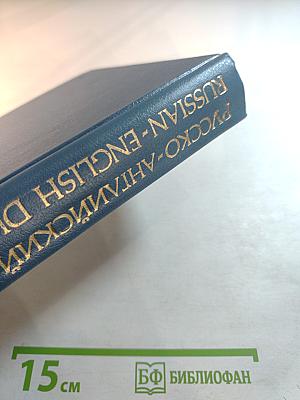 РУССКО-АНГЛИЙСКИЙ
RUSSIAN-ENGLISH DI
15 см
БФ БИБЛИОФАН